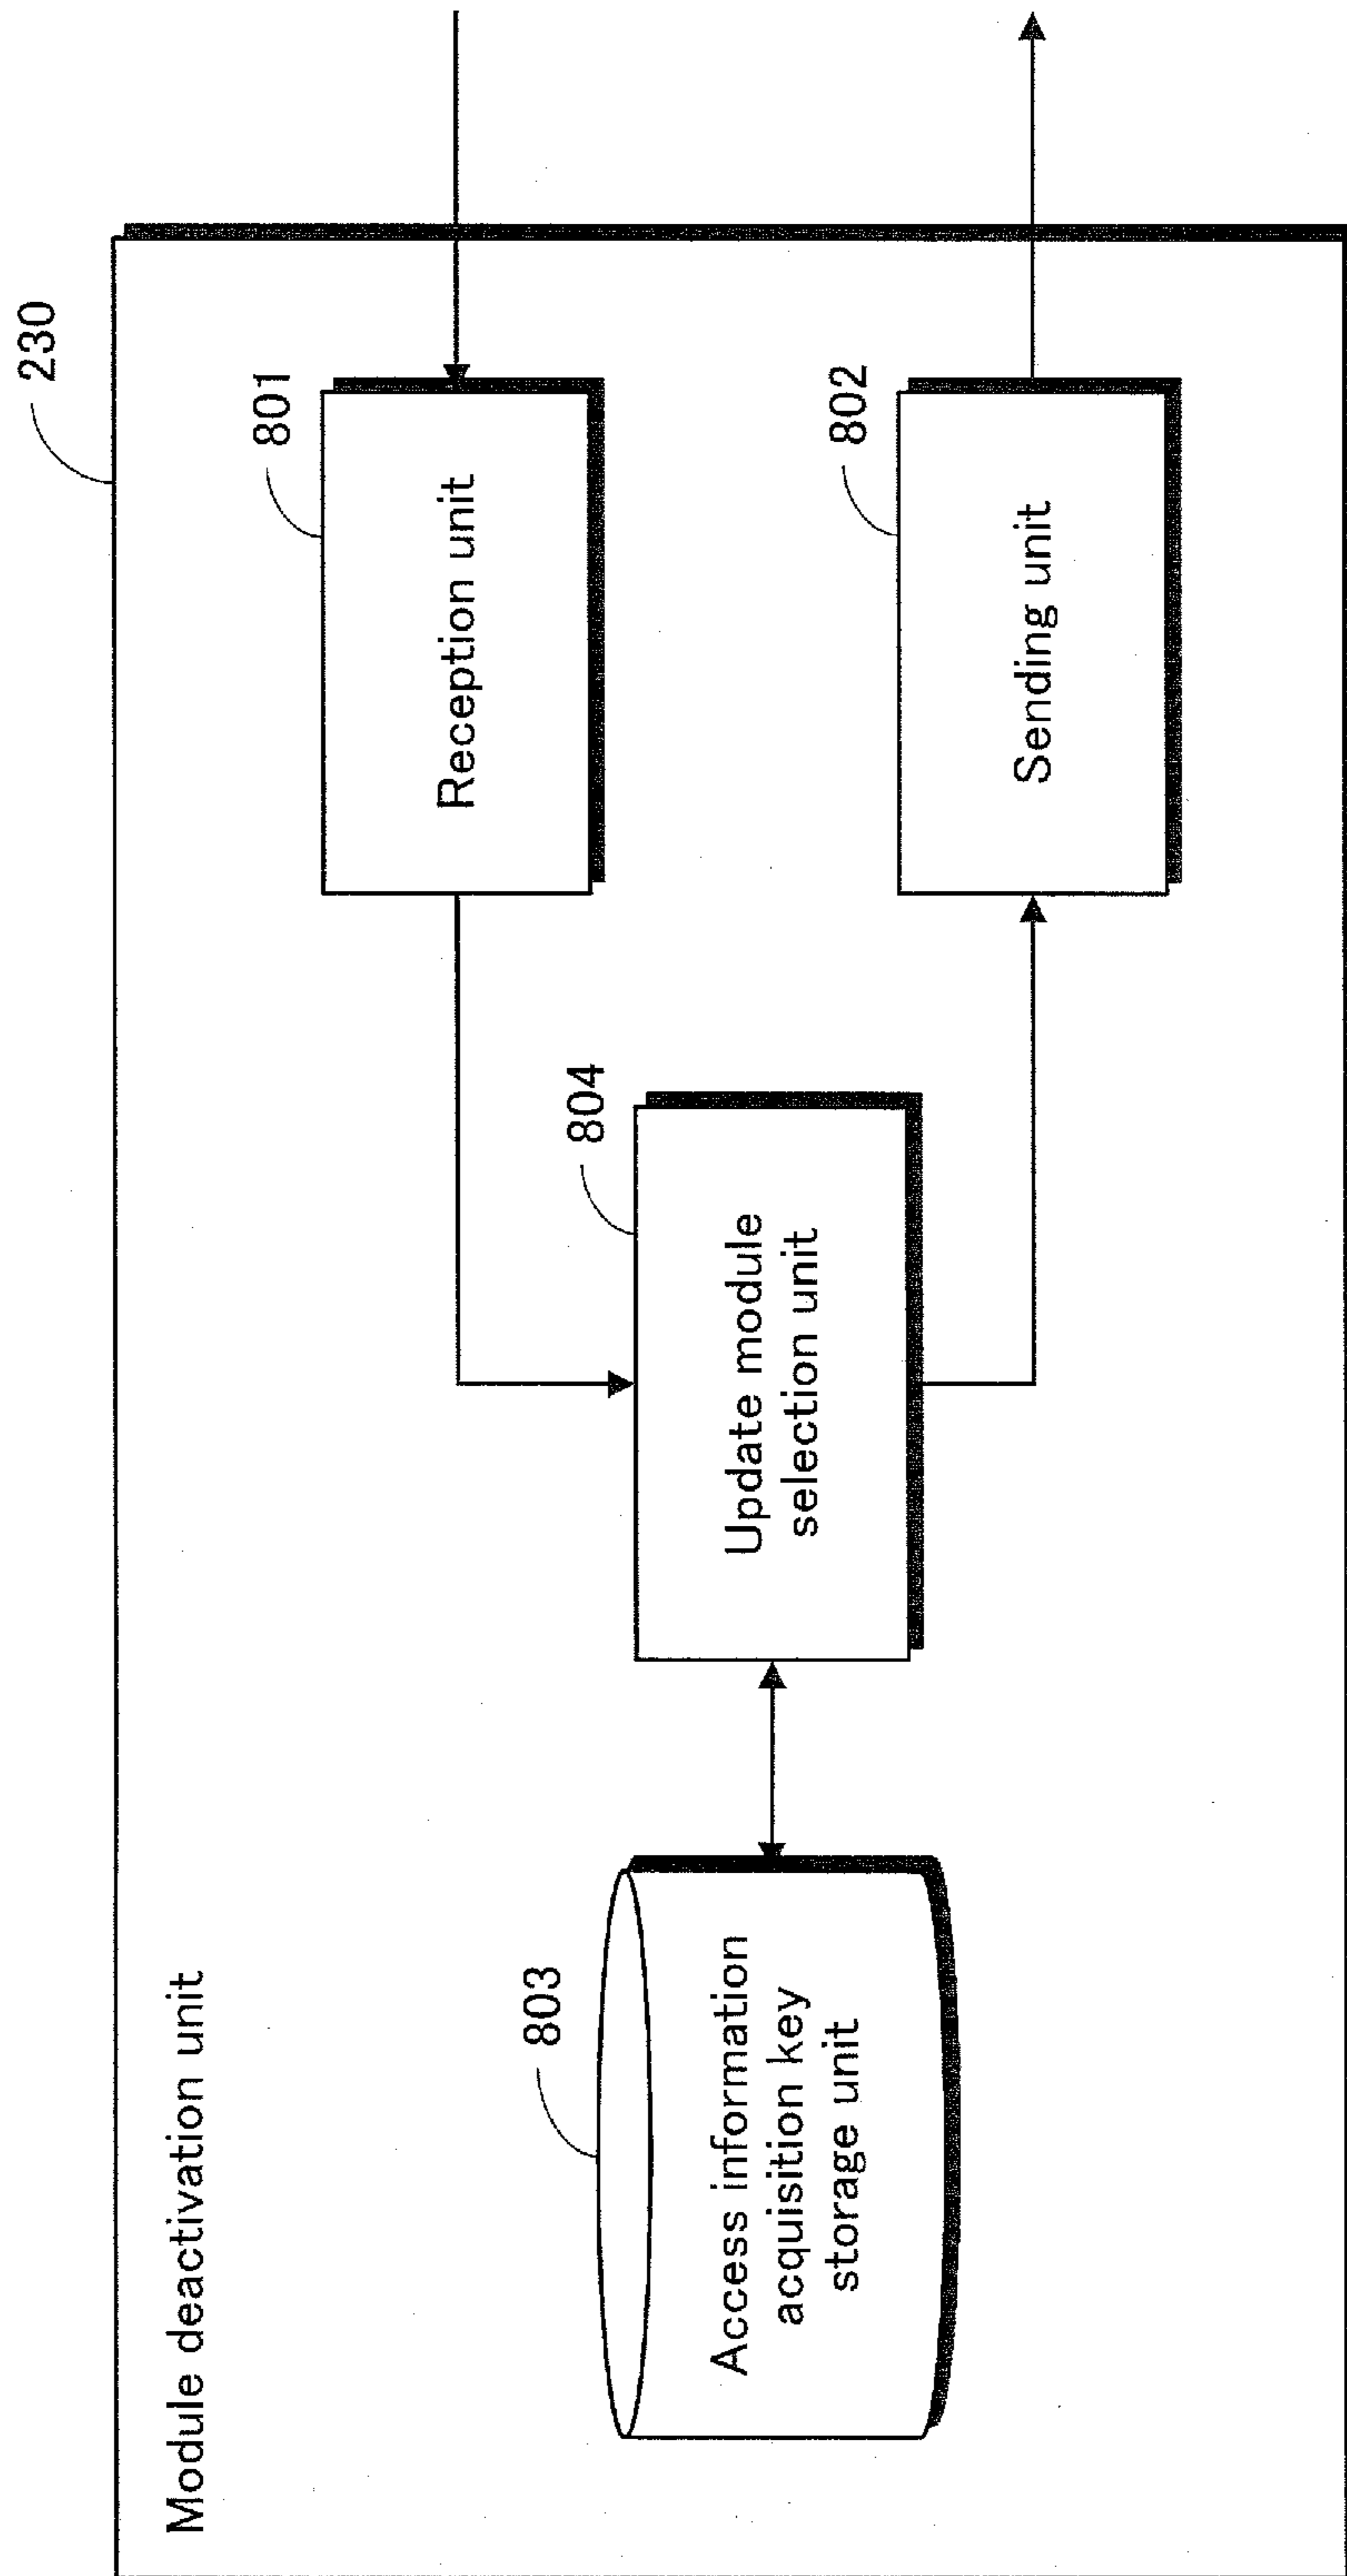 230
Module deactivation unit
801
Reception unit
804
Update module
selection unit
803
Access information
acquisition key
storage unit
802
Sending unit